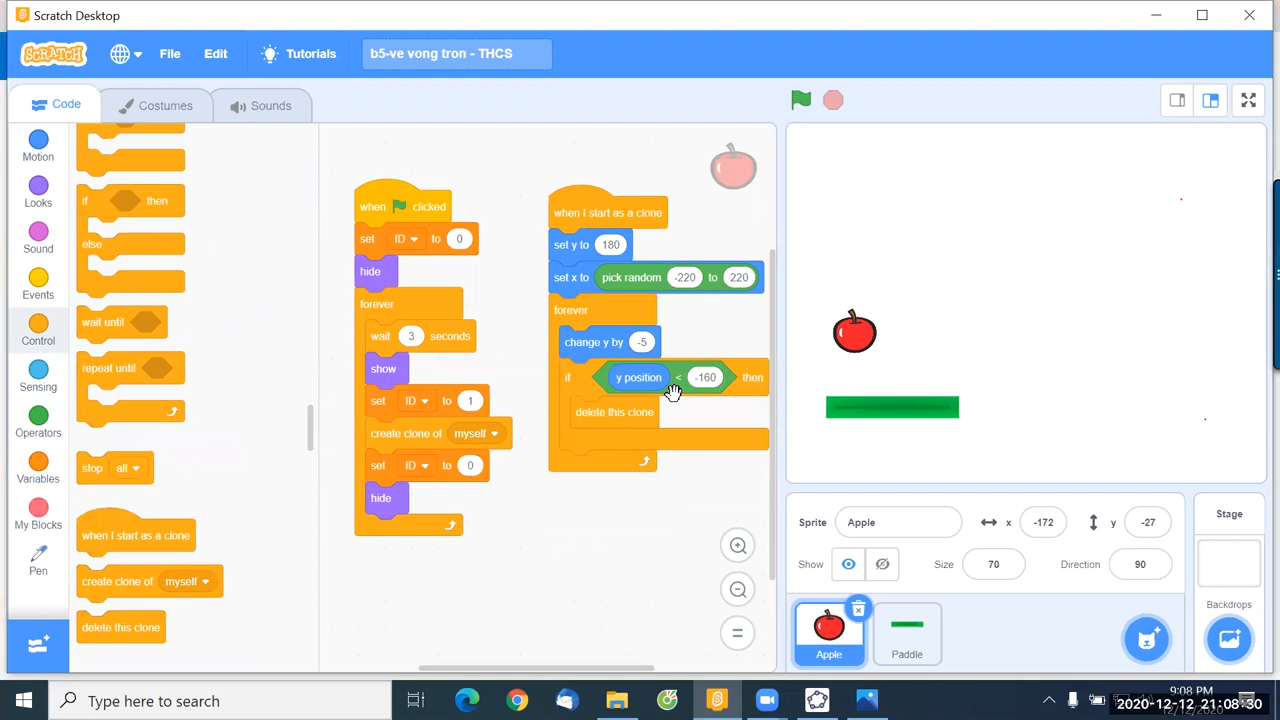 Scratch Desktop
SCRATCH
File
Edit
Tutorials
b5-ve vong tron - THCS
Code
Costumes
Sounds
Motion
Looks
Sound
Events
Control
Sensing
Operators
Variables
My Blocks
Pen
if then
else
wait until
repeat until
stop all
when I start as a clone
create clone of myself
delete this clone
when clicked
set ID to 0
hide
forever
wait 3 seconds
show
set ID to 1
create clone of myself
set ID to 0
hide
when I start as a clone
set y to 180
set x to pick random -220 to 220
forever
change y by -5
if y position < -160 then
delete this clone
Sprite Apple x -172 y -27
Show Size 70 Direction 90
Apple
Paddle
Stage
Backdrops
Type here to search
9:08 PM
2020-12-12 21:08:30